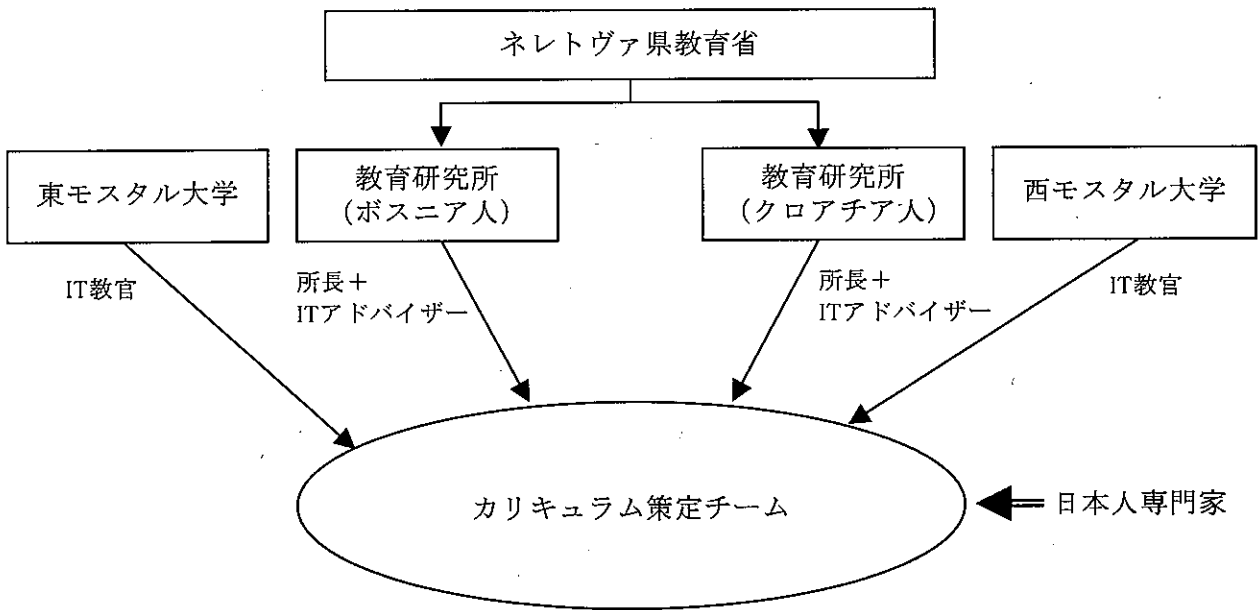 ネレトヴァ県教育省
東モスタル大学
教育研究所
(ボスニア人)
教育研究所
(クロアチア人)
西モスタル大学
IT教官
所長+
ITアドバイザー
所長+
ITアドバイザー
IT教官
カリキュラム策定チーム
日本人専門家